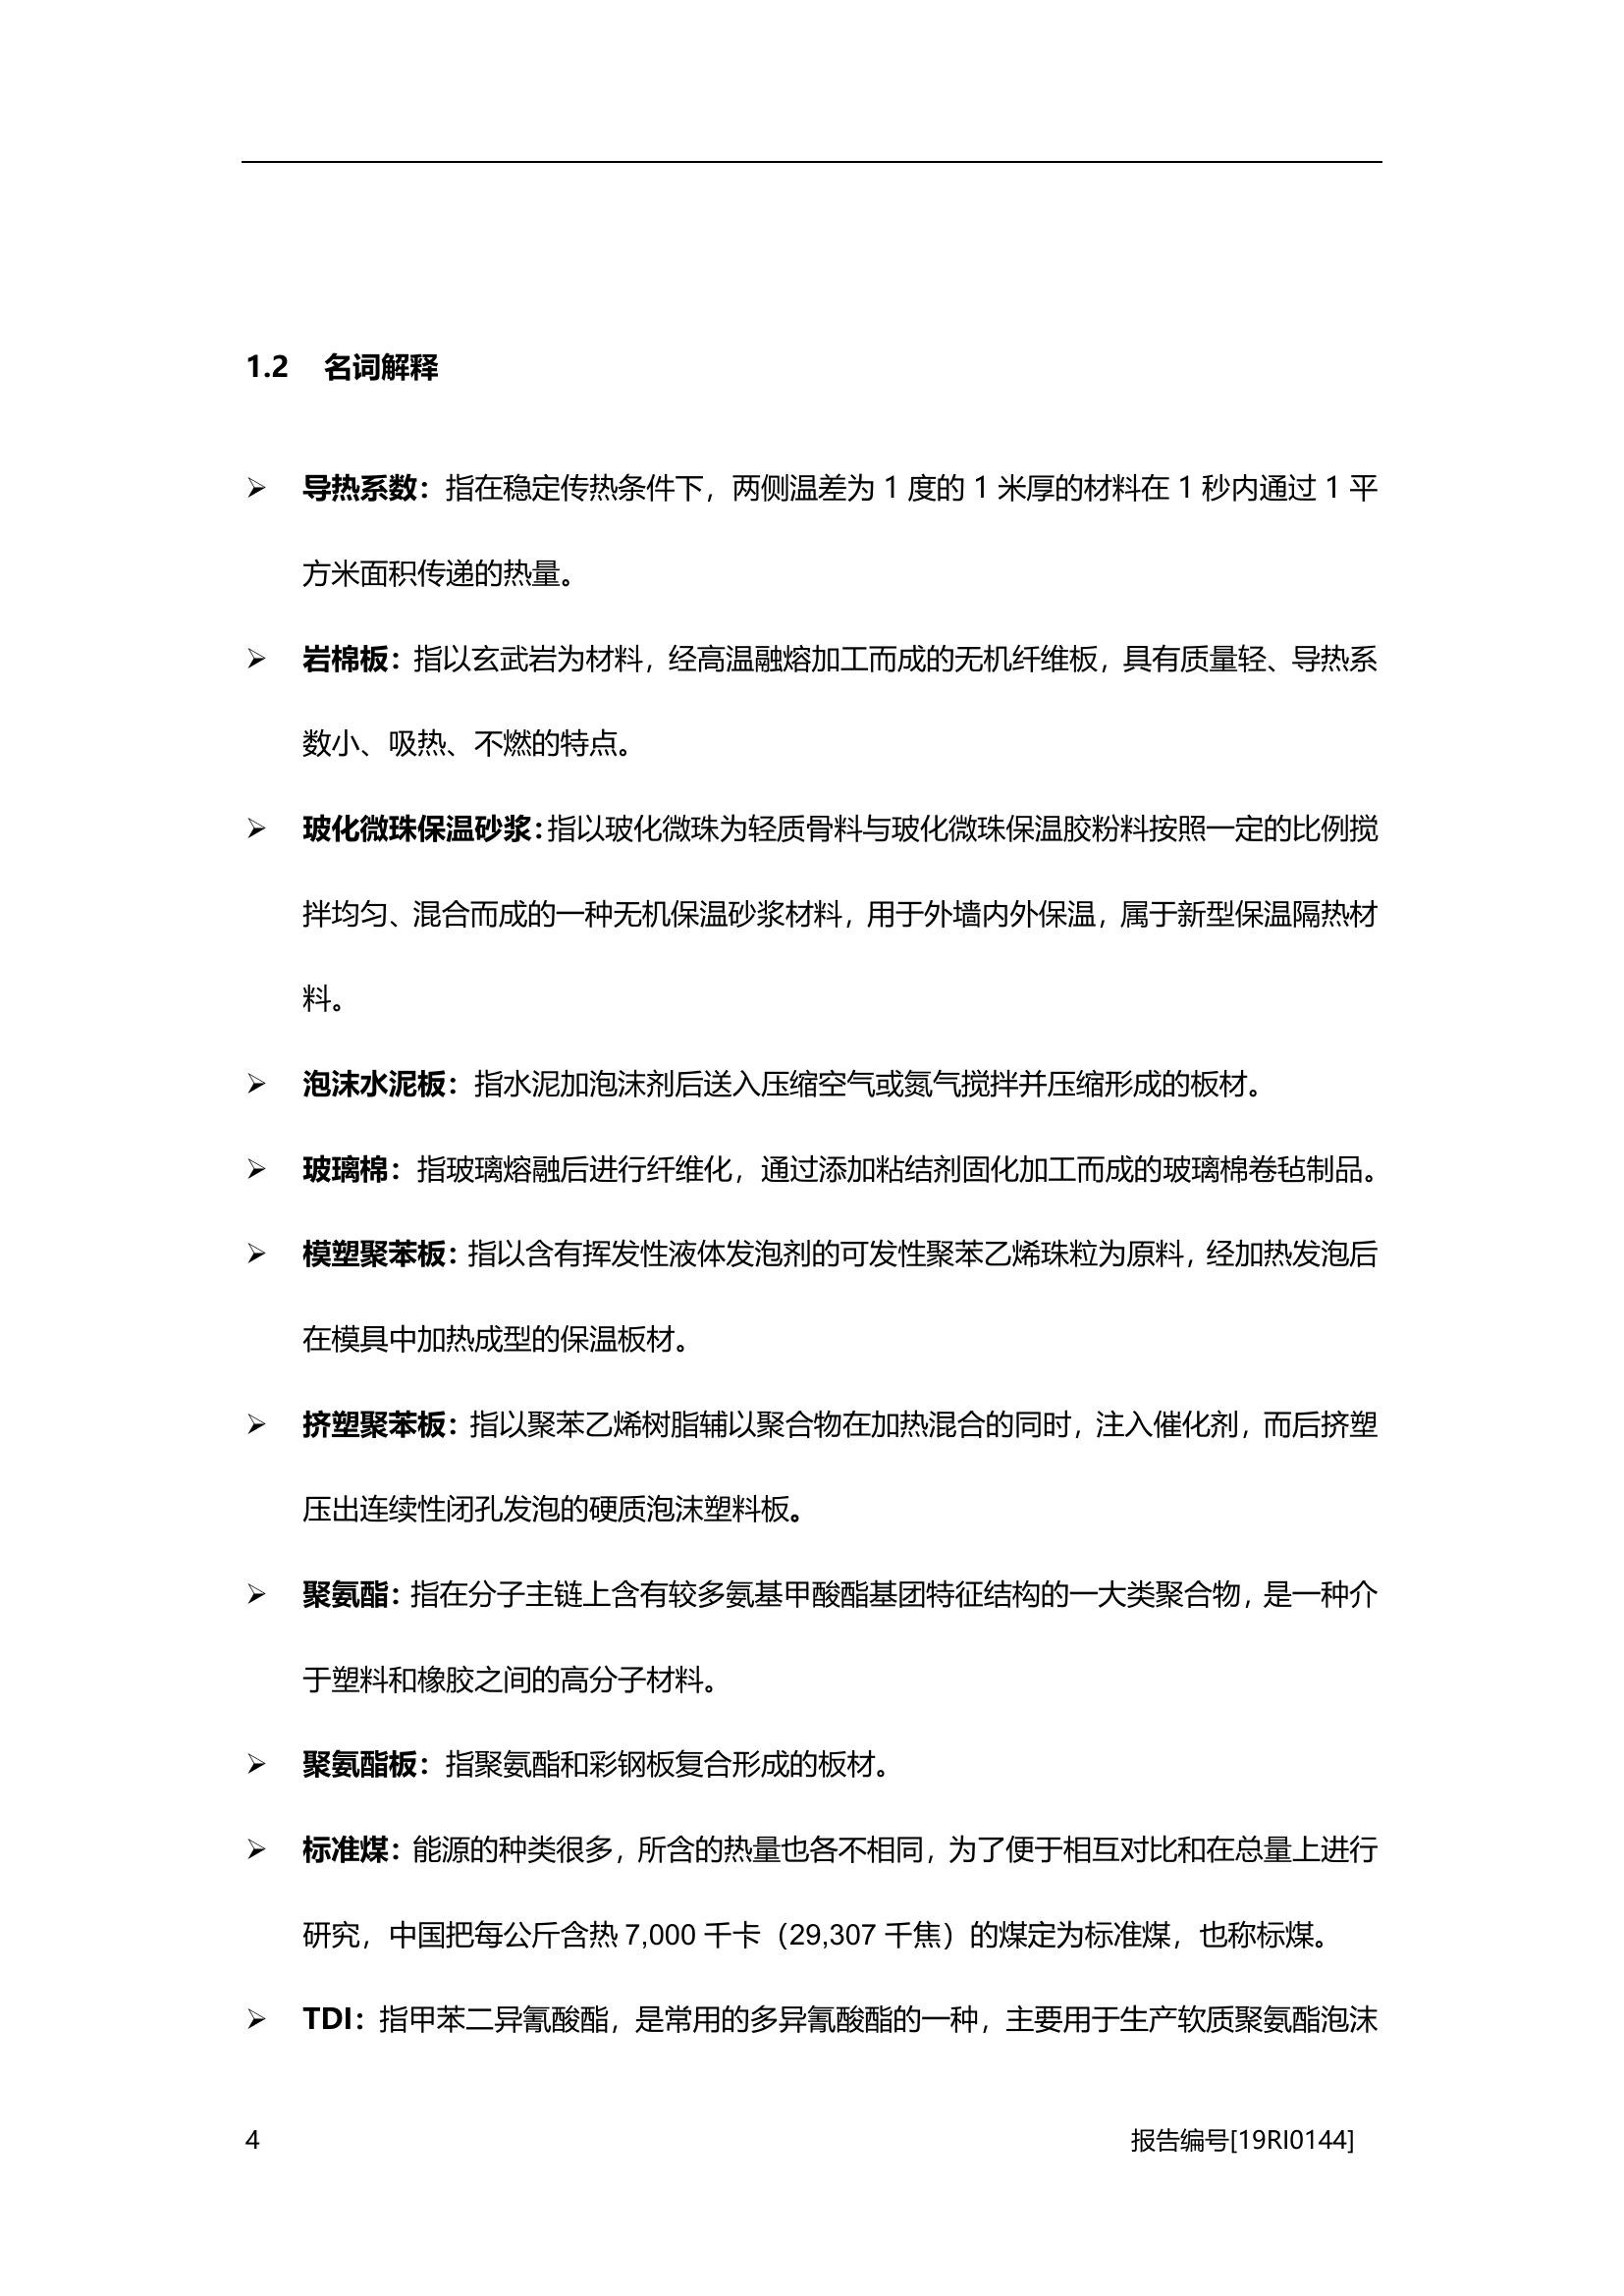 1.2 名词解释
➢ 导热系数：指在稳定传热条件下，两侧温差为 1 度的 1 米厚的材料在 1 秒内通过 1 平
方米面积传递的热量。
➢ 岩棉板：指以玄武岩为材料，经高温融熔加工而成的无机纤维板，具有质量轻、导热系
数小、吸热、不燃的特点。
➢ 玻化微珠保温砂浆：指以玻化微珠为轻质骨料与玻化微珠保温胶粉料按照一定的比例搅
拌均匀、混合而成的一种无机保温砂浆材料，用于外墙内外保温，属于新型保温隔热材
料。
➢ 泡沫水泥板：指水泥加泡沫剂后送入压缩空气或氮气搅拌并压缩形成的板材。
➢ 玻璃棉：指玻璃熔融后进行纤维化，通过添加粘结剂固化加工而成的玻璃棉卷毡制品。
➢ 模塑聚苯板：指以含有挥发性液体发泡剂的可发性聚苯乙烯珠粒为原料，经加热发泡后
在模具中加热成型的保温板材。
➢ 挤塑聚苯板：指以聚苯乙烯树脂辅以聚合物在加热混合的同时，注入催化剂，而后挤塑
压出连续性闭孔发泡的硬质泡沫塑料板。
➢ 聚氨酯：指在分子主链上含有较多氨基甲酸酯基团特征结构的一大类聚合物，是一种介
于塑料和橡胶之间的高分子材料。
➢ 聚氨酯板：指聚氨酯和彩钢板复合形成的板材。
➢ 标准煤：能源的种类很多，所含的热量也各不相同，为了便于相互对比和在总量上进行
研究，中国把每公斤含热 7,000 千卡（29,307 千焦）的煤定为标准煤，也称标煤。
➢ TDI：指甲苯二异氰酸酯，是常用的多异氰酸酯的一种，主要用于生产软质聚氨酯泡沫
4 报告编号[19RI0144]